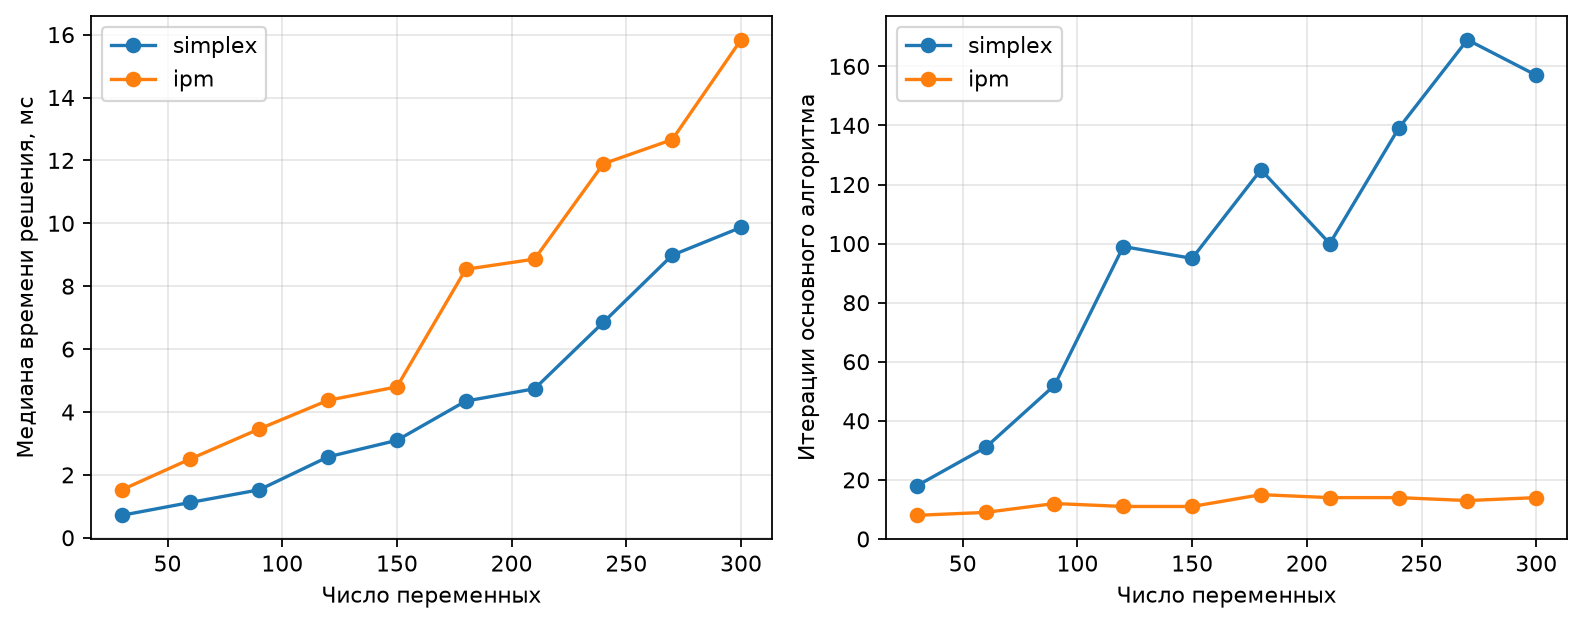 Медиана времени решения, мс
16
14
12
10
8
6
4
2
0
simplex
ipm
50 100 150 200 250 300
Число переменных
Итерации основного алгоритма
160
140
120
100
80
60
40
20
0
simplex
ipm
50 100 150 200 250 300
Число переменных